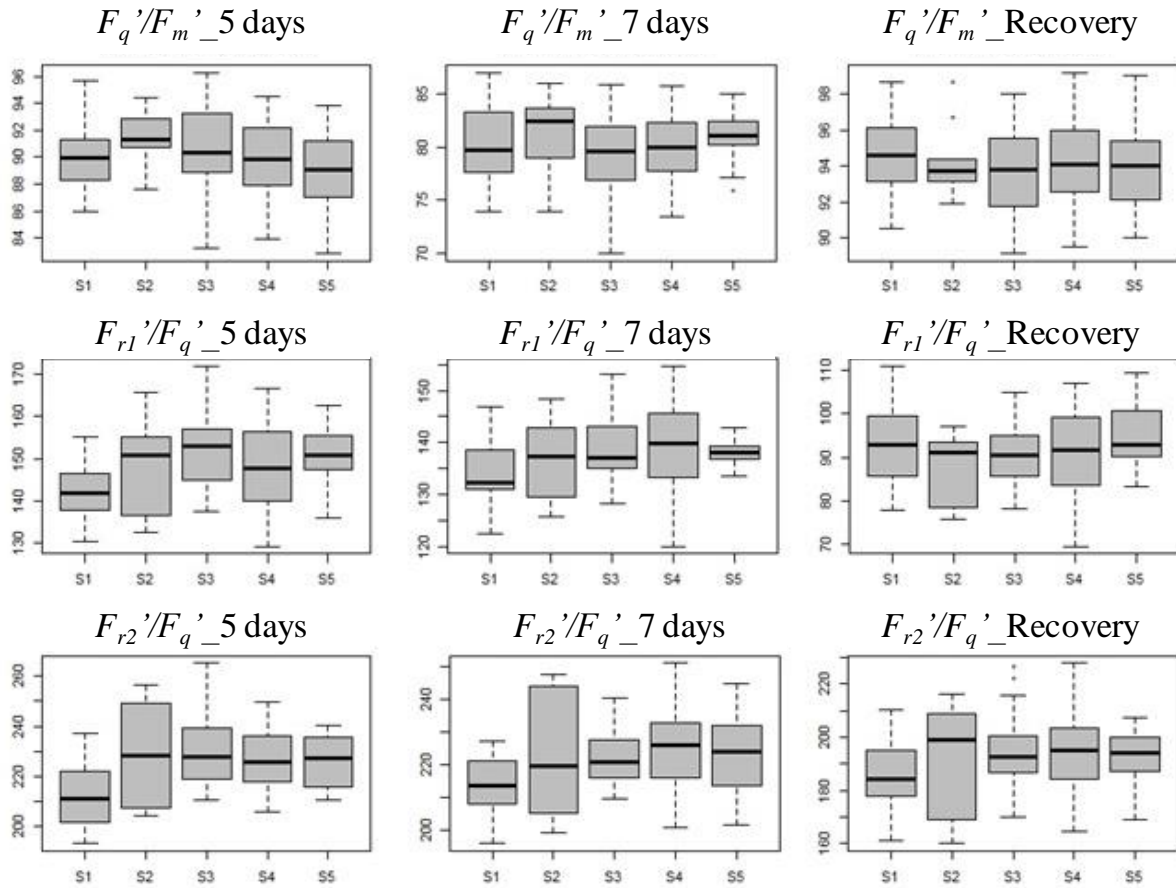 Fq’/Fm’_5 days
Fq’/Fm’_7 days
Fq’/Fm’_Recovery
96
94
92
90
88
86
84
S1 S2 S3 S4 S5
85
80
75
70
S1 S2 S3 S4 S5
98
96
94
92
90
S1 S2 S3 S4 S5
Fr1’/Fq’_5 days
Fr1’/Fq’_7 days
Fr1’/Fq’_Recovery
170
160
150
140
130
S1 S2 S3 S4 S5
150
140
130
120
S1 S2 S3 S4 S5
110
100
90
80
70
S1 S2 S3 S4 S5
Fr2’/Fq’_5 days
Fr2’/Fq’_7 days
Fr2’/Fq’_Recovery
260
240
220
200
S1 S2 S3 S4 S5
240
220
200
S1 S2 S3 S4 S5
220
200
180
160
S1 S2 S3 S4 S5